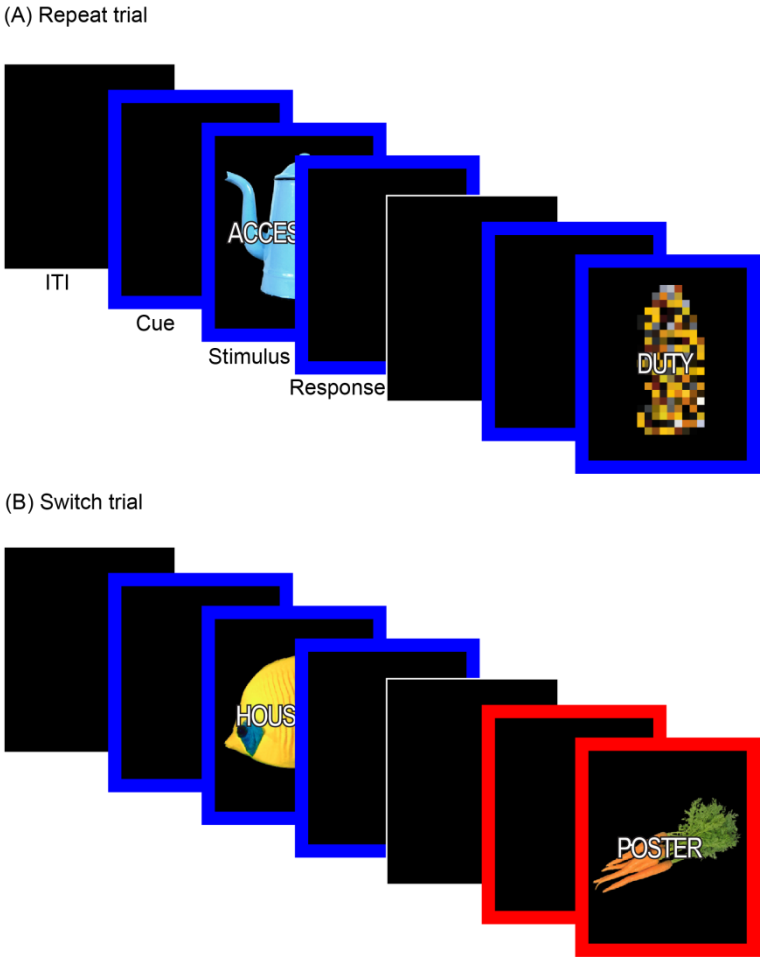 (A) Repeat trial
ACCES
ITI
Cue
Stimulus
Response
DUTY
(B) Switch trial
HOUS
POSTER